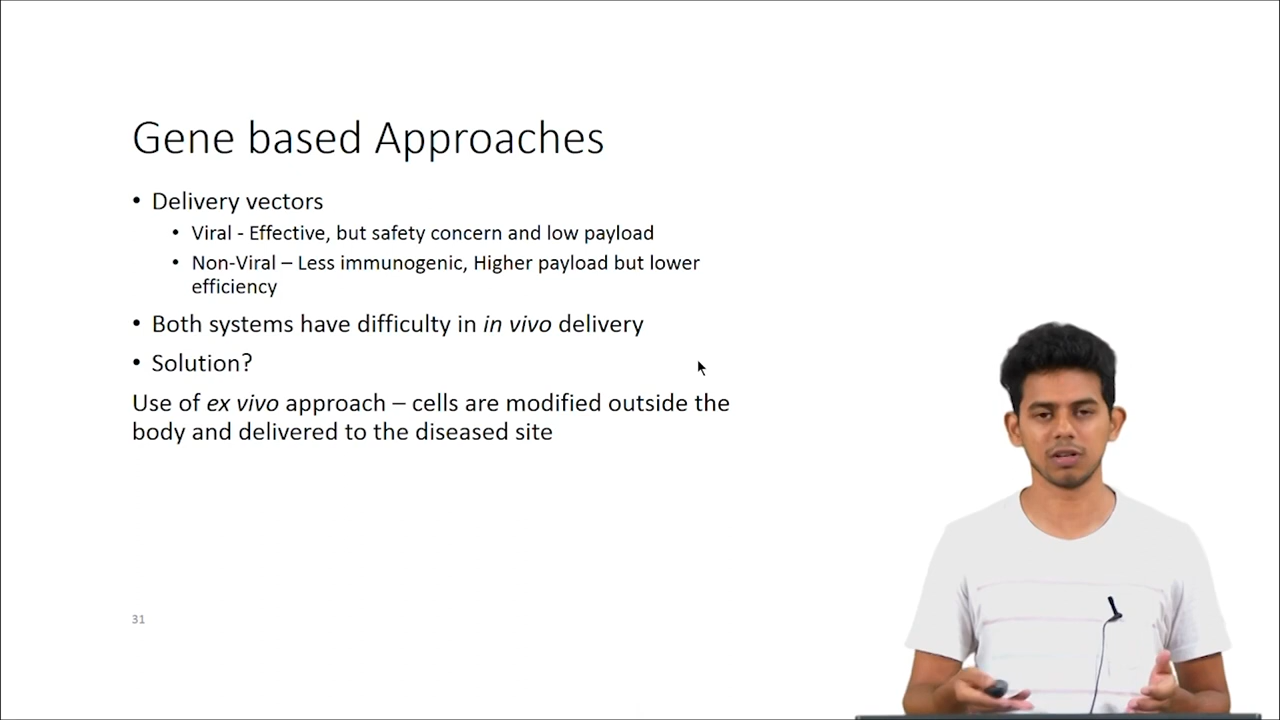 Gene based Approaches
• Delivery vectors
• Viral - Effective, but safety concern and low payload
• Non-Viral – Less immunogenic, Higher payload but lower
efficiency
• Both systems have difficulty in in vivo delivery
• Solution?
Use of ex vivo approach – cells are modified outside the
body and delivered to the diseased site
31